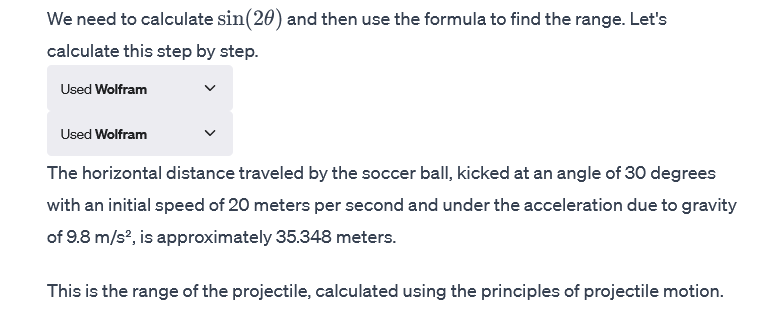 We need to calculate sin(2θ) and then use the formula to find the range. Let's
calculate this step by step.
Used Wolfram
Used Wolfram
The horizontal distance traveled by the soccer ball, kicked at an angle of 30 degrees
with an initial speed of 20 meters per second and under the acceleration due to gravity
of 9.8 m/s², is approximately 35.348 meters.
This is the range of the projectile, calculated using the principles of projectile motion.